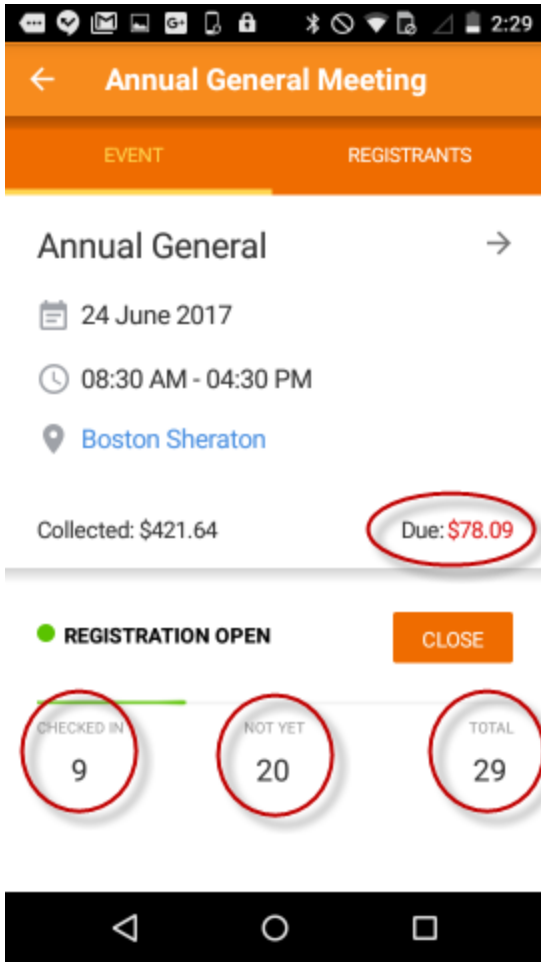 2:29
Annual General Meeting
EVENT REGISTRANTS
Annual General
24 June 2017
08:30 AM - 04:30 PM
Boston Sheraton
Collected: $421.64 Due: $78.09
REGISTRATION OPEN CLOSE
CHECKED IN NOT YET TOTAL
9 20 29